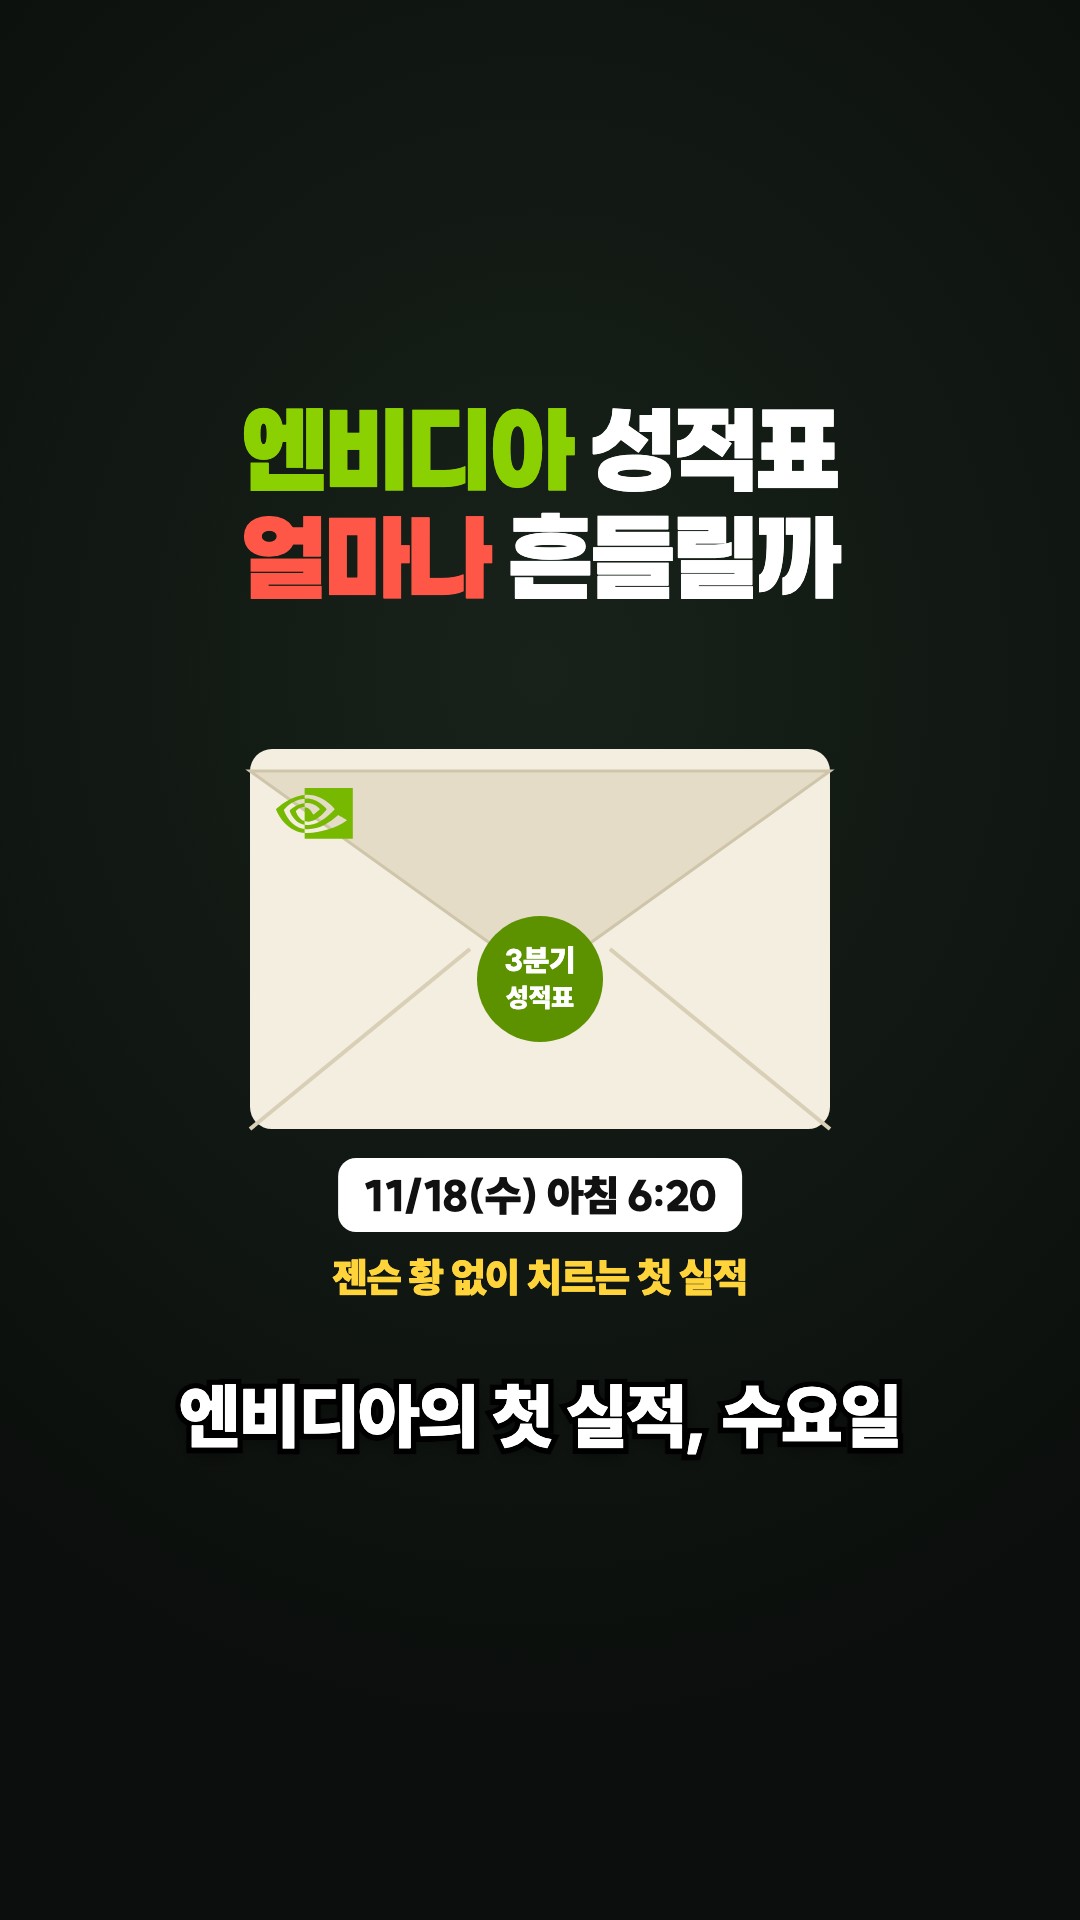 엔비디아 성적표
얼마나 흔들릴까
3분기
성적표
11/18(수) 아침 6:20
젠슨 황 없이 치르는 첫 실적
엔비디아의 첫 실적, 수요일